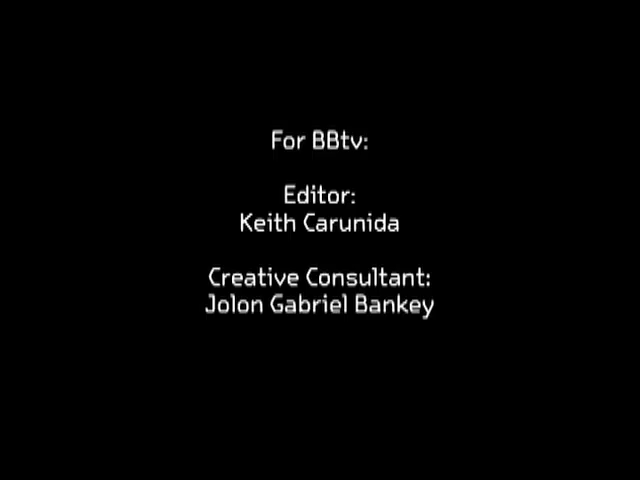 For BBtv:
Editor:
Keith Carunida
Creative Consultant:
Jolon Gabriel Bankey